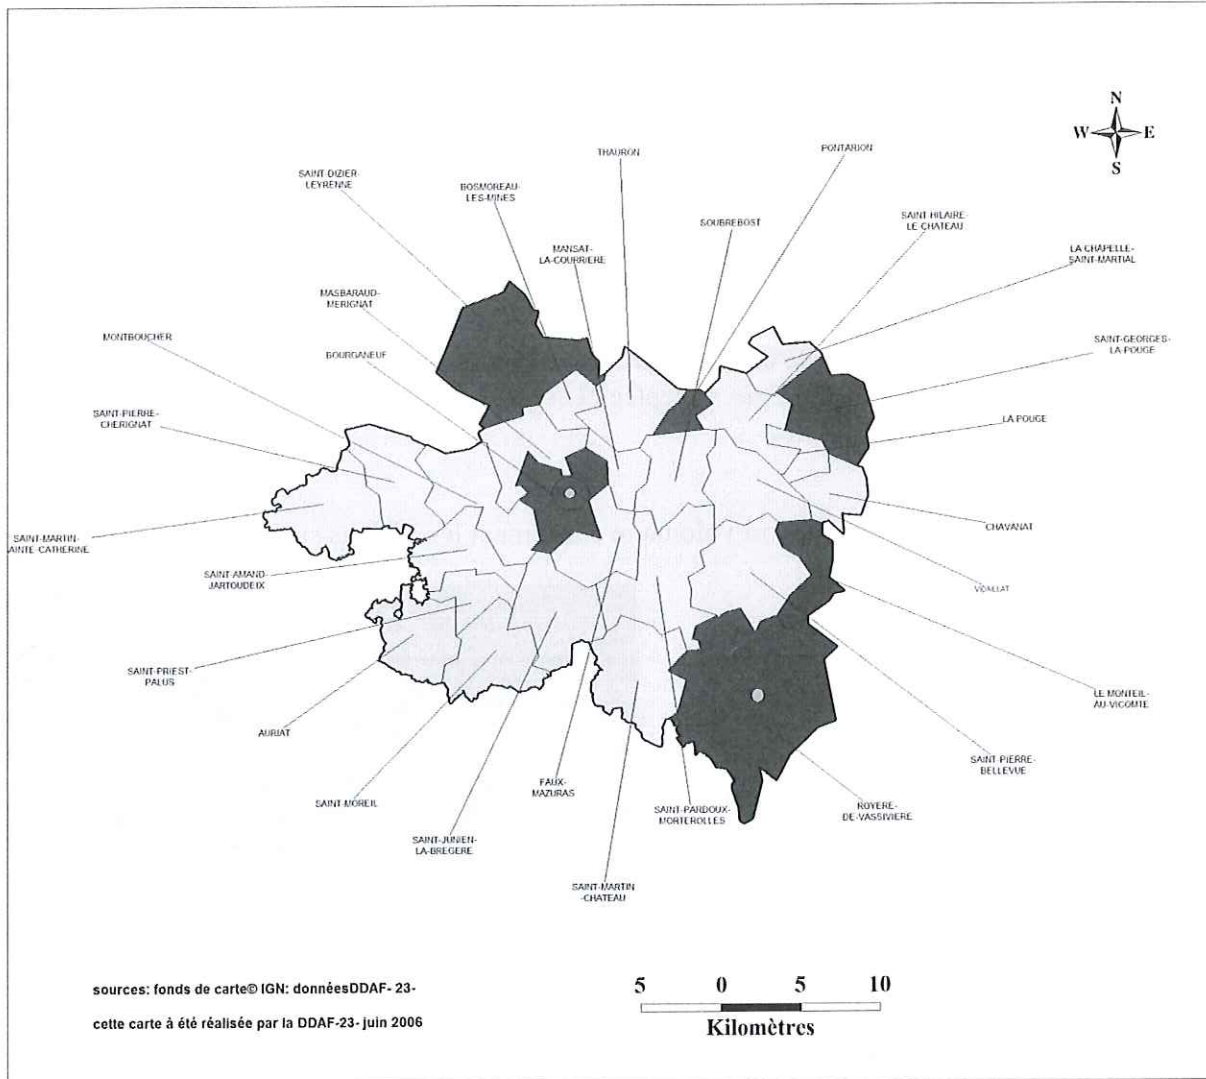 N
W E
S
THAURON
PONTARION
SAINT-DIZIER-
LEYRENNE
BOSMOREAU-
LES-MINES
SAINT-HILAIRE-
LE CHATEAU
SOUBREBOST
MANSAT-
LA-COURRIERE
LA CHAPELLE-
SAINT-MARTIAL
MASBARAUD-
MERIGNAT
MONTBOUCHER
BOURGANEUF
SAINT-GEORGES-
LA-POUGE
SAINT-PIERRE-
CHERIGNAT
LA POUGE
SAINT-MARTIN-
AINTE-CATHERINE
CHAVANAT
SAINT-AMAND-
JARTOUDEIX
VIDAILLAT
SAINT-PRIEST-
PALUS
LE MONTEIL-
AU-VICOMTE
AURIAT
SAINT-PIERRE-
BELLEVUE
FAUX-
MAZURAS
SAINT-MOREIL
SAINT-PARDOUX-
MORTEROLLES
ROYERE-
DE-VASSIVIERE
SAINT-JUNIEN-
LA-BREGERE
SAINT-MARTIN
-CHATEAU
sources: fonds de carte© IGN: donnéesDDAF- 23-
cette carte à été réalisée par la DDAF-23- juin 2006
5 0 5 10
Kilomètres